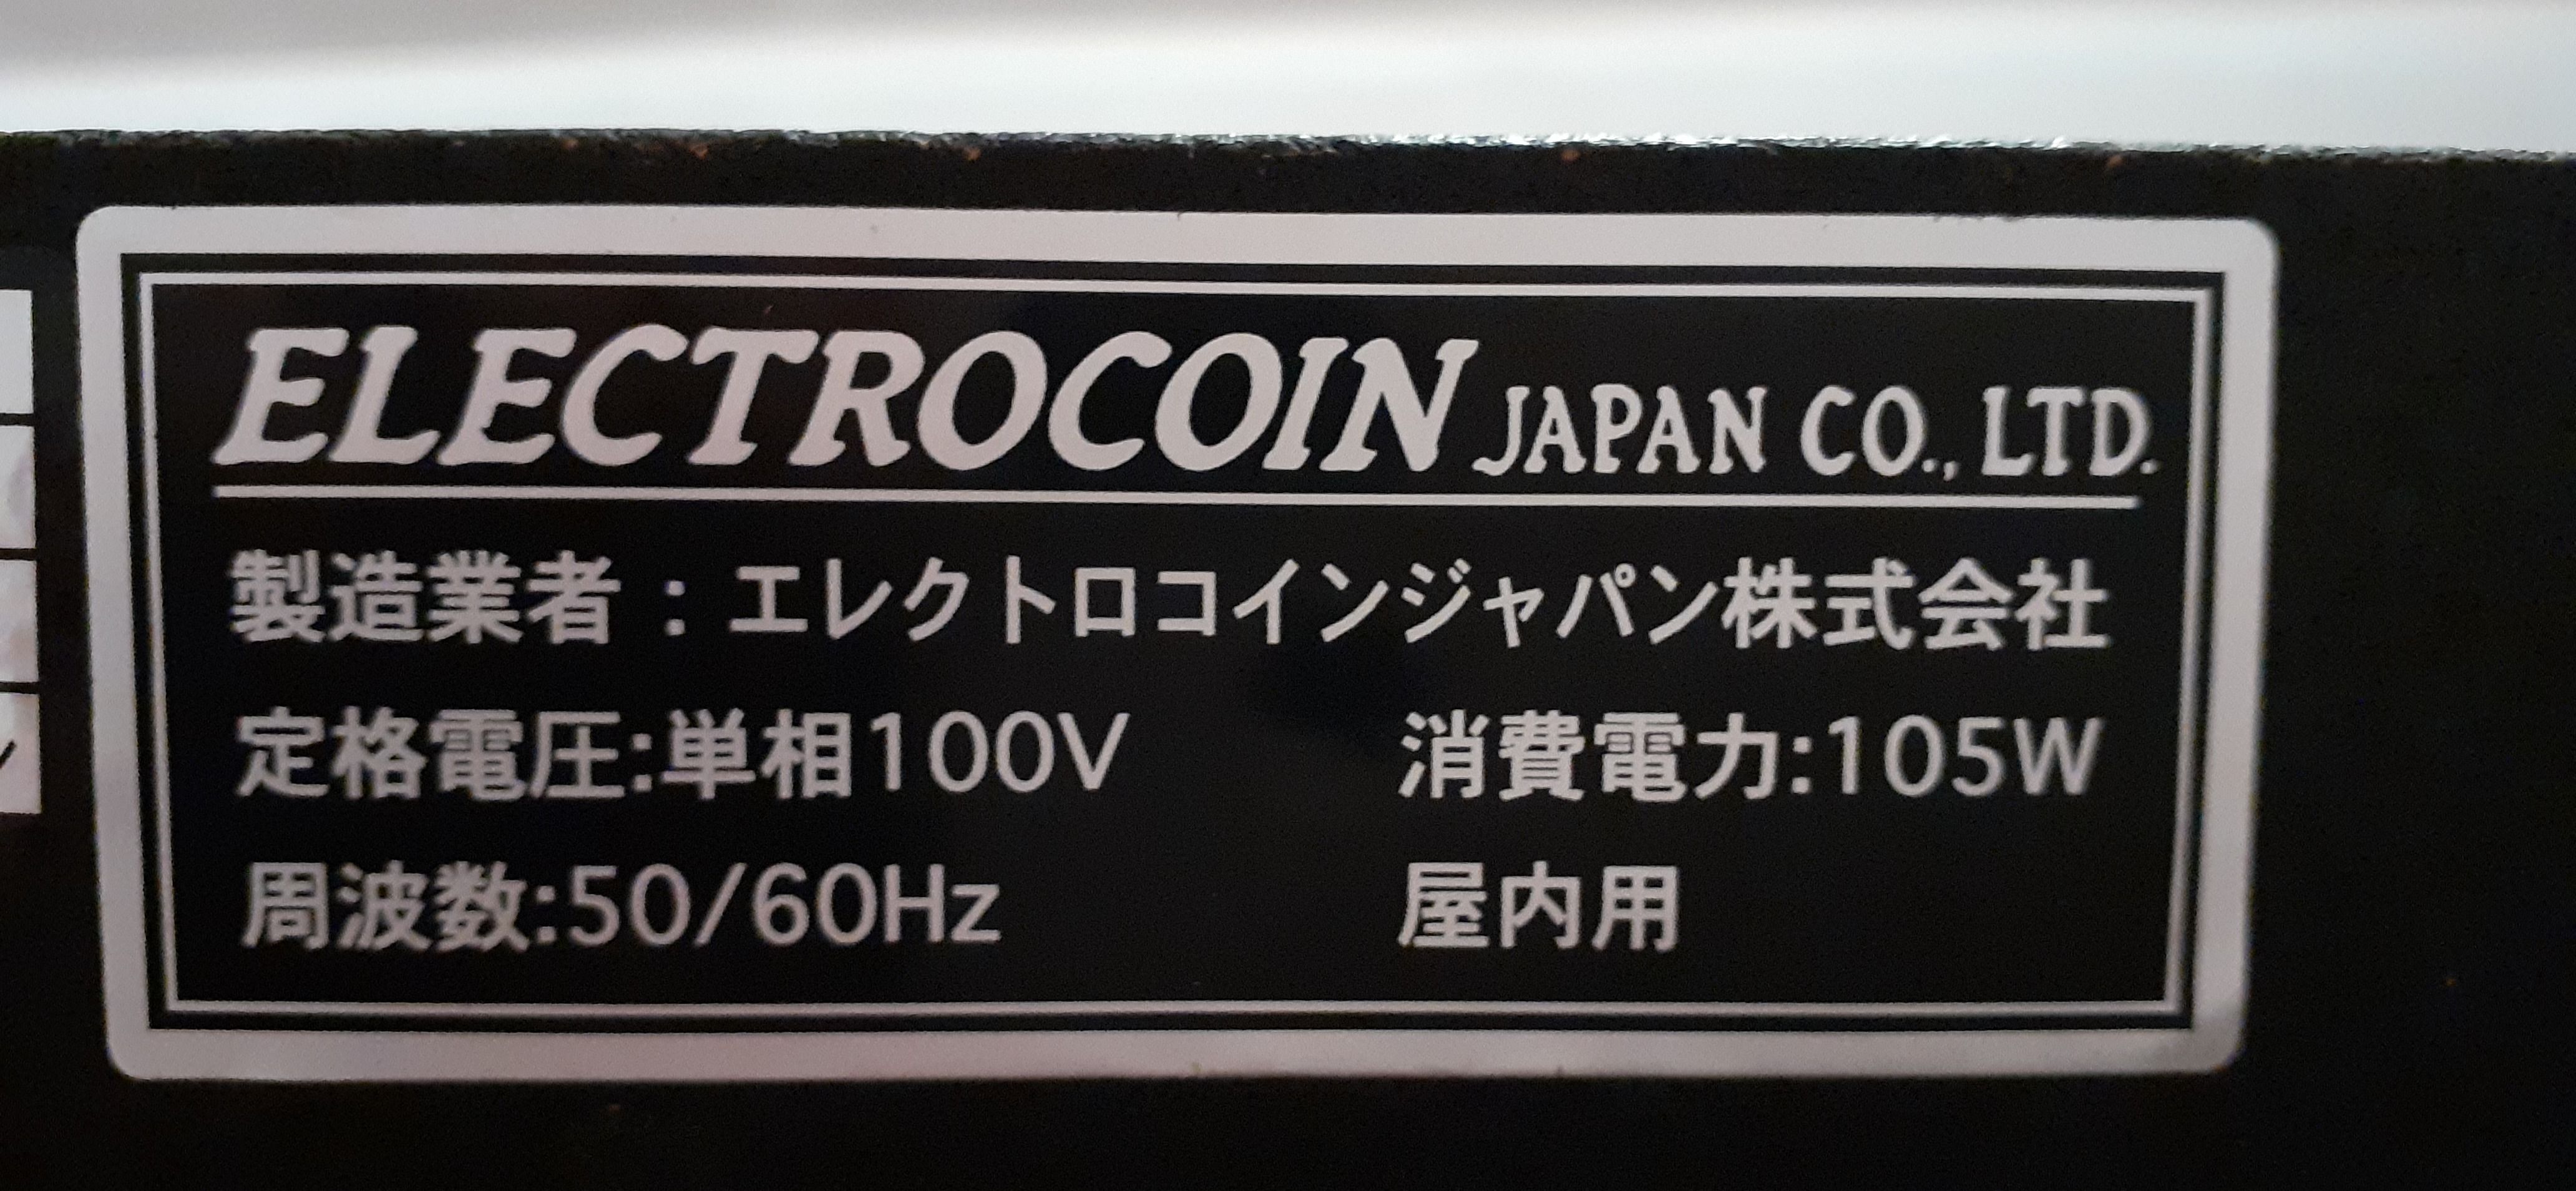 ELECTROCOIN JAPAN CO., LTD.
製造業者：エレクトロコインジャパン株式会社
定格電圧:単相100V 消費電力:105W
周波数:50/60Hz 屋内用